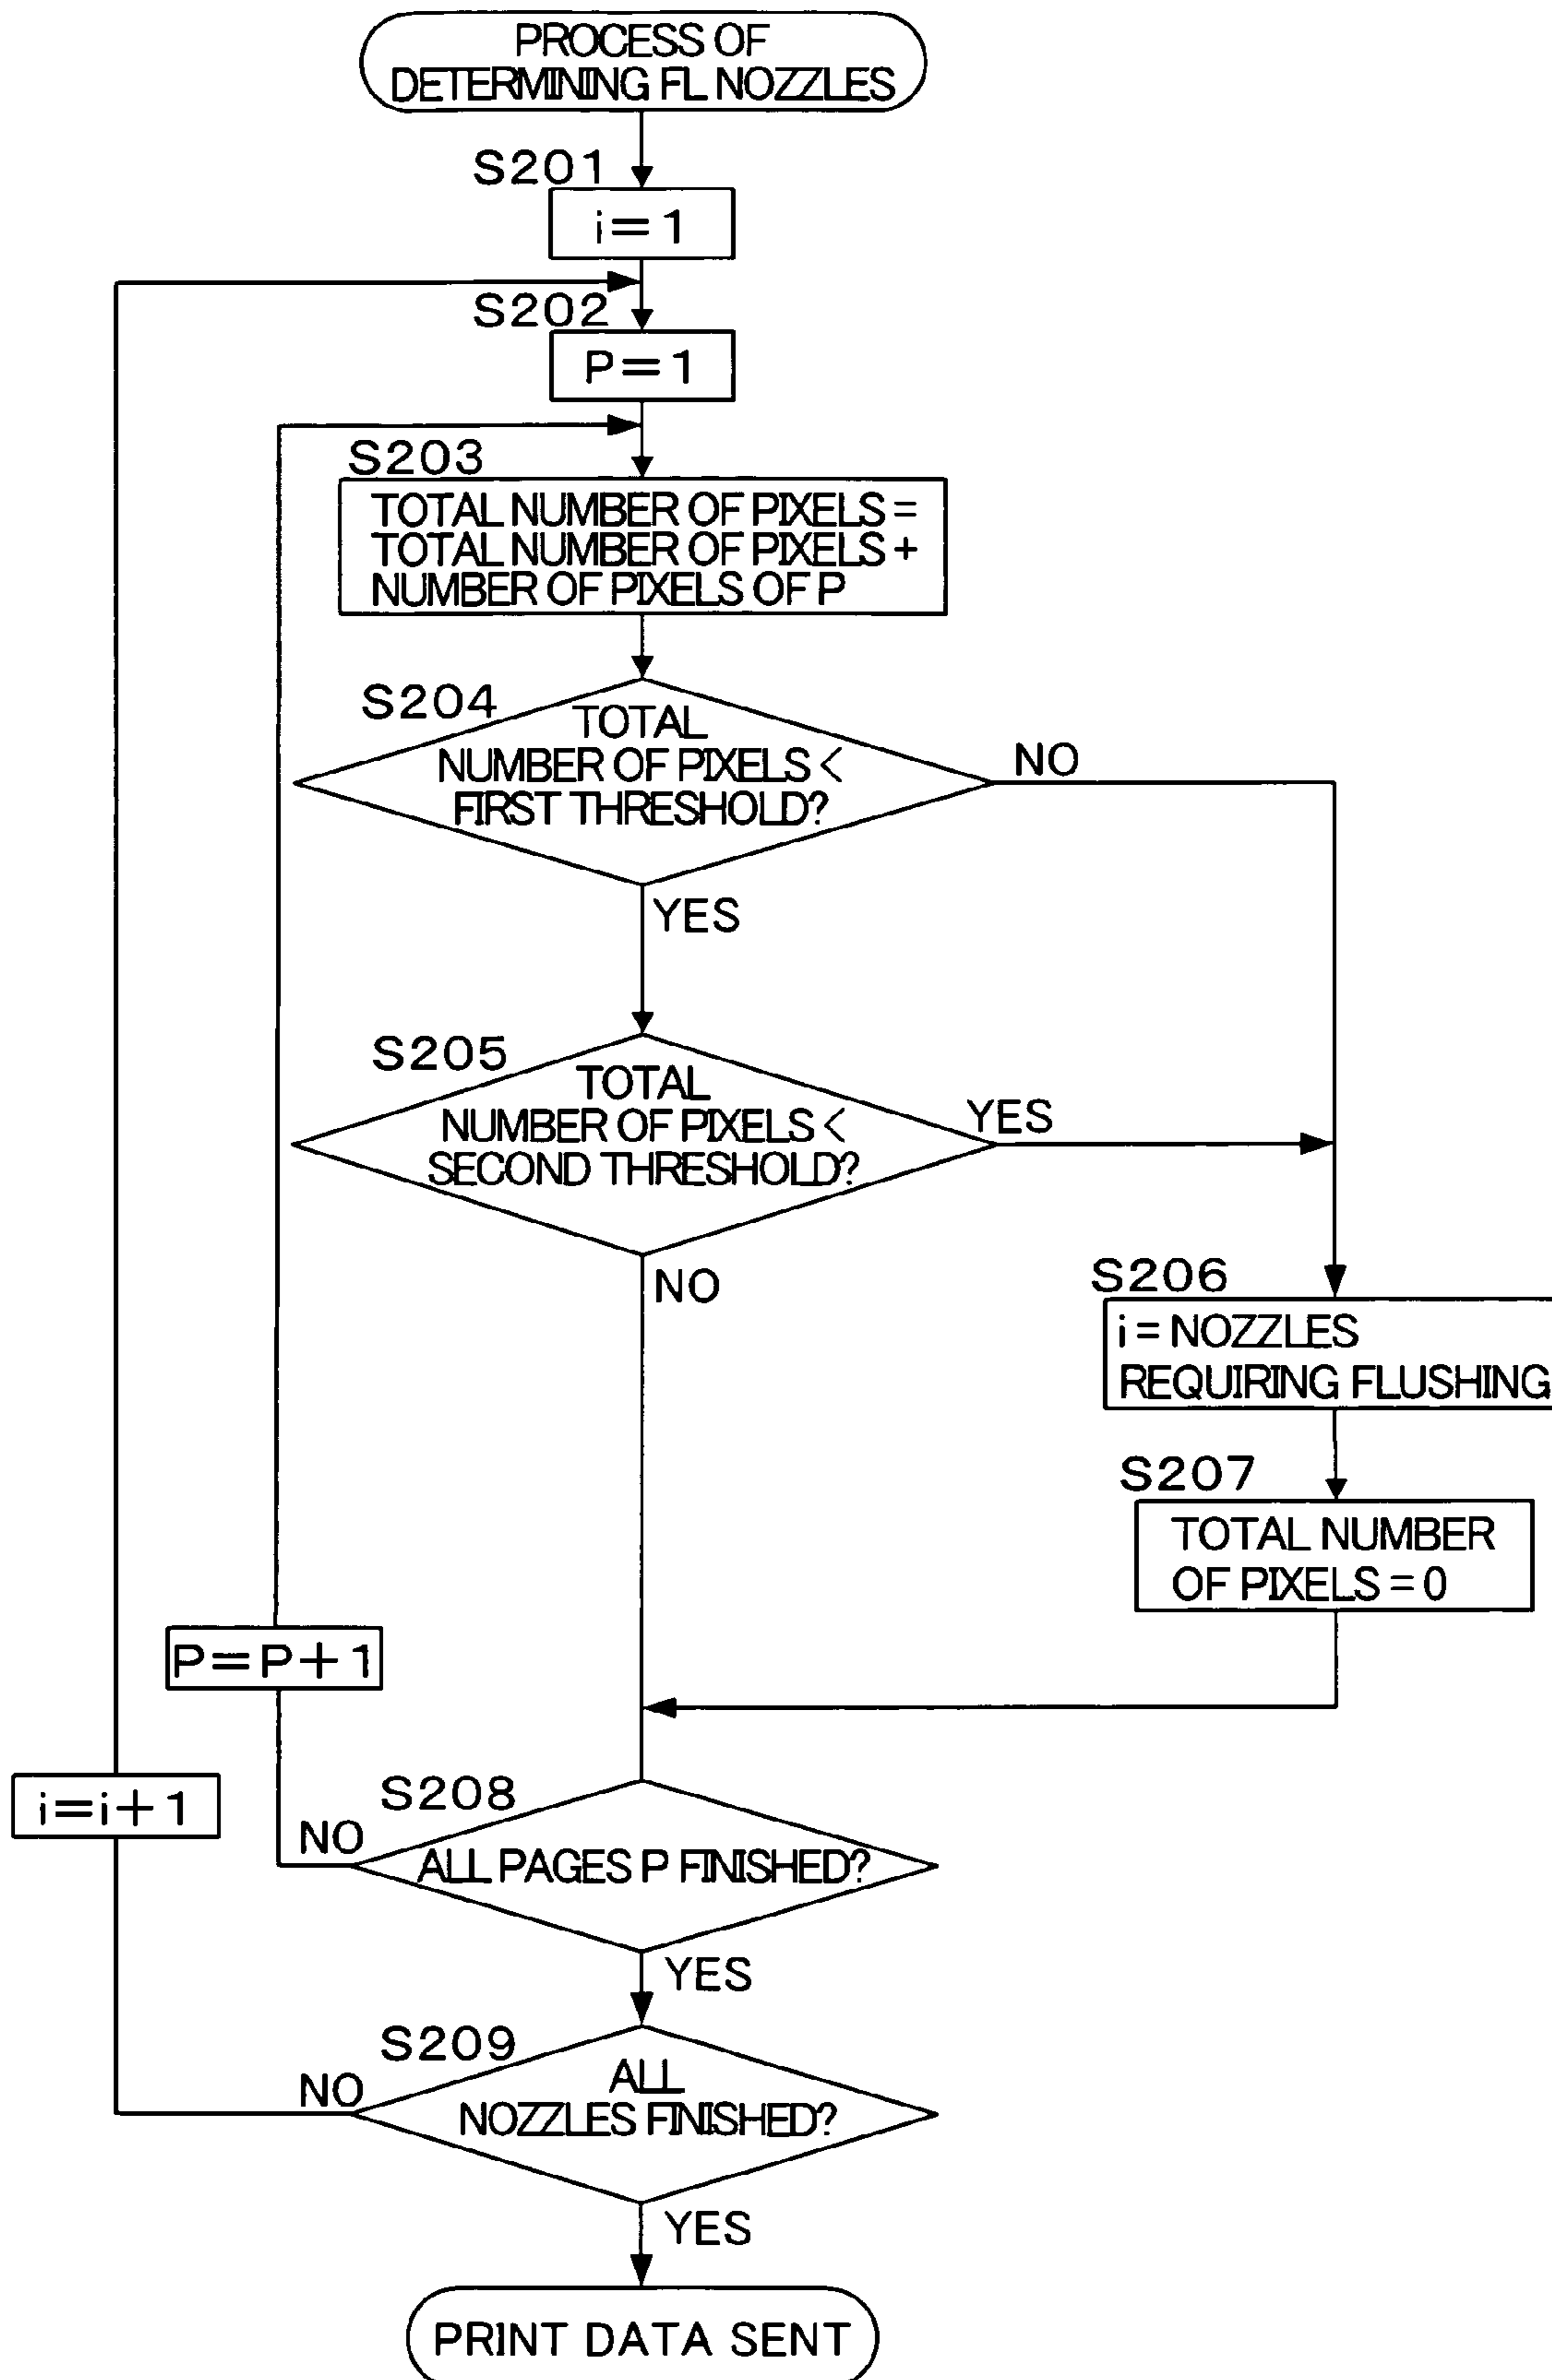 PROCESS OF
DETERMINING FL NOZZLES
S201
i=1
S202
P=1
S203
TOTAL NUMBER OF PIXELS =
TOTAL NUMBER OF PIXELS +
NUMBER OF PIXELS OF P
S204
TOTAL
NUMBER OF PIXELS <
FIRST THRESHOLD?
NO
YES
S205
TOTAL
NUMBER OF PIXELS <
SECOND THRESHOLD?
YES
NO
S206
i = NOZZLES
REQUIRING FLUSHING
S207
TOTAL NUMBER
OF PIXELS = 0
P=P+1
i=i+1
S208
NO
ALL PAGES P FINISHED?
YES
S209
NO
ALL
NOZZLES FINISHED?
YES
PRINT DATA SENT